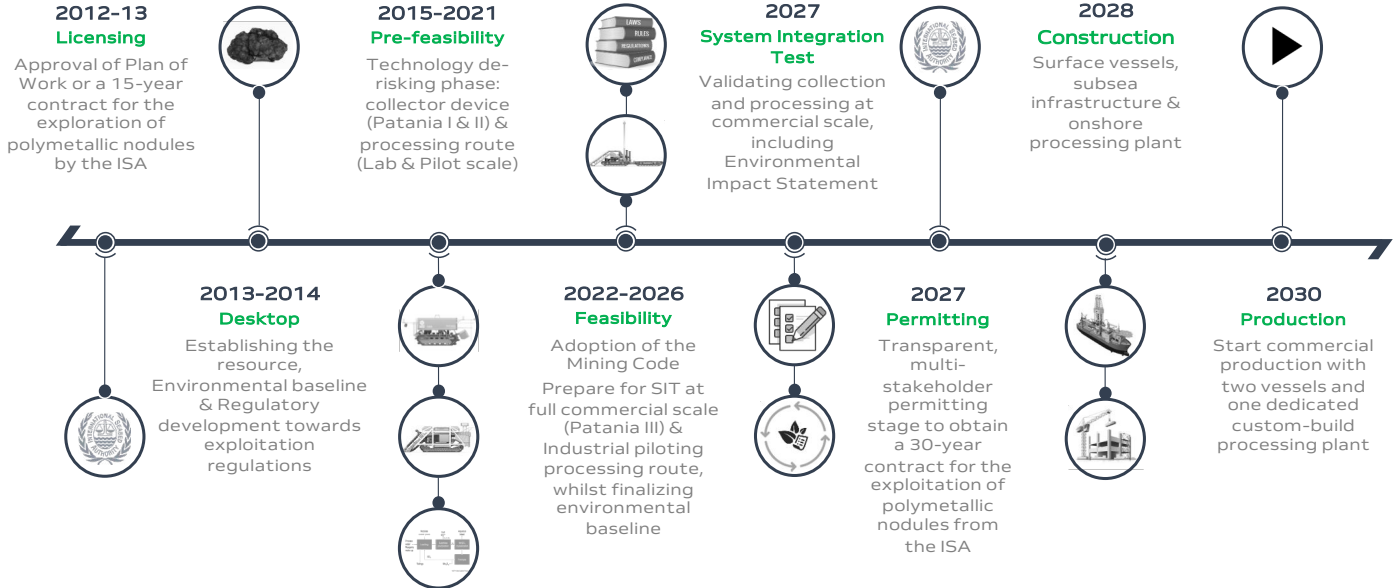 2012-13
Licensing
Approval of Plan of
Work or a 15-year
contract for the
exploration of
polymetallic nodules
by the ISA
2013-2014
Desktop
Establishing the
resource,
Environmental baseline
& Regulatory
development towards
exploitation
regulations
2015-2021
Pre-feasibility
Technology de-
risking phase:
collector device
(Patania I & II) &
processing route
(Lab & Pilot scale)
LAWS
RULES
REGULATIONS
COMPLIANCE
2022-2026
Feasibility
Adoption of the
Mining Code
Prepare for SIT at
full commercial scale
(Patania III) &
Industrial piloting
processing route,
whilst finalizing
environmental
baseline
2027
System Integration
Test
Validating collection
and processing at
commercial scale,
including
Environmental
Impact Statement
INTERNATIONAL SEABED AUTHORITY
2027
Permitting
Transparent,
multi-
stakeholder
permitting
stage to obtain
a 30-year
contract for the
exploitation of
polymetallic
nodules from
the ISA
INTERNATIONAL SEABED AUTHORITY
2028
Construction
Surface vessels,
subsea
infrastructure &
onshore
processing plant
2030
Production
Start commercial
production with
two vessels and
one dedicated
custom-build
processing plant